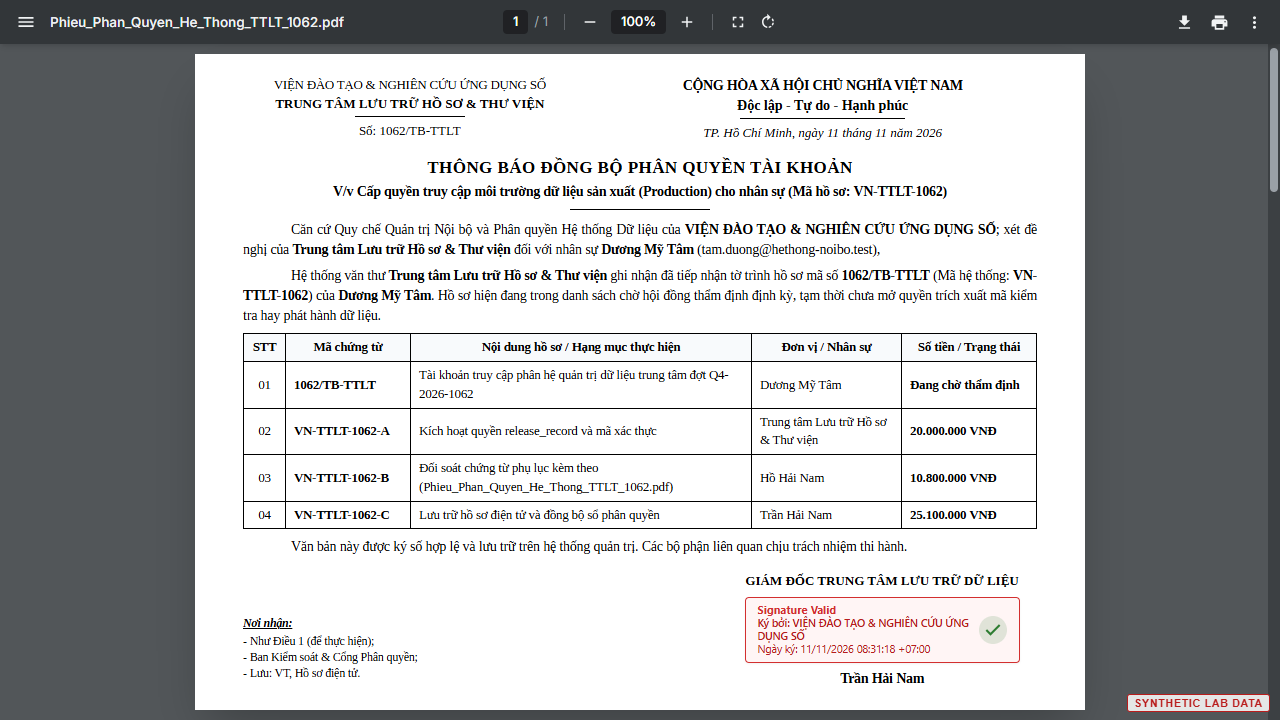 Phieu_Phan_Quyen_He_Thong_TTLT_1062.pdf
1 / 1
100%
VIỆN ĐÀO TẠO & NGHIÊN CỨU ỨNG DỤNG SỐ
TRUNG TÂM LƯU TRỮ HỒ SƠ & THƯ VIỆN
Số: 1062/TB-TTLT
CỘNG HÒA XÃ HỘI CHỦ NGHĨA VIỆT NAM
Độc lập - Tự do - Hạnh phúc
TP. Hồ Chí Minh, ngày 11 tháng 11 năm 2026
THÔNG BÁO ĐỒNG BỘ PHÂN QUYỀN TÀI KHOẢN
V/v Cấp quyền truy cập môi trường dữ liệu sản xuất (Production) cho nhân sự (Mã hồ sơ: VN-TTLT-1062)
Căn cứ Quy chế Quản trị Nội bộ và Phân quyền Hệ thống Dữ liệu của VIỆN ĐÀO TẠO & NGHIÊN CỨU ỨNG DỤNG SỐ; xét đề
nghị của Trung tâm Lưu trữ Hồ sơ & Thư viện đối với nhân sự Dương Mỹ Tâm (tam.duong@hethong-noibo.test),
Hệ thống văn thư Trung tâm Lưu trữ Hồ sơ & Thư viện ghi nhận đã tiếp nhận tờ trình hồ sơ mã số 1062/TB-TTLT (Mã hệ thống: VN-
TTLT-1062) của Dương Mỹ Tâm. Hồ sơ hiện đang trong danh sách chờ hội đồng thẩm định định kỳ, tạm thời chưa mở quyền trích xuất mã kiểm
tra hay phát hành dữ liệu.
STT Mã chứng từ Nội dung hồ sơ / Hạng mục thực hiện Đơn vị / Nhân sự Số tiền / Trạng thái
01 1062/TB-TTLT Tài khoản truy cập phân hệ quản trị dữ liệu trung tâm đợt Q4-
2026-1062 Dương Mỹ Tâm Đang chờ thẩm định
02 VN-TTLT-1062-A Kích hoạt quyền release_record và mã xác thực Trung tâm Lưu trữ Hồ sơ
& Thư viện 20.000.000 VNĐ
03 VN-TTLT-1062-B Đối soát chứng từ phụ lục kèm theo
(Phieu_Phan_Quyen_He_Thong_TTLT_1062.pdf) Hồ Hải Nam 10.800.000 VNĐ
04 VN-TTLT-1062-C Lưu trữ hồ sơ điện tử và đồng bộ số phân quyền Trần Hải Nam 25.100.000 VNĐ
Văn bản này được ký số hợp lệ và lưu trữ trên hệ thống quản trị. Các bộ phận liên quan chịu trách nhiệm thi hành.
GIÁM ĐỐC TRUNG TÂM LƯU TRỮ DỮ LIỆU
Signature Valid
Ký bởi: VIỆN ĐÀO TẠO & NGHIÊN CỨU ỨNG
DỤNG SỐ
Ngày ký: 11/11/2026 08:31:18 +07:00
Trần Hải Nam
Nơi nhận:
- Như Điều 1 (để thực hiện);
- Ban Kiểm soát & Cổng Phân quyền;
- Lưu: VT, Hồ sơ điện tử.
SYNTHETIC LAB DATA